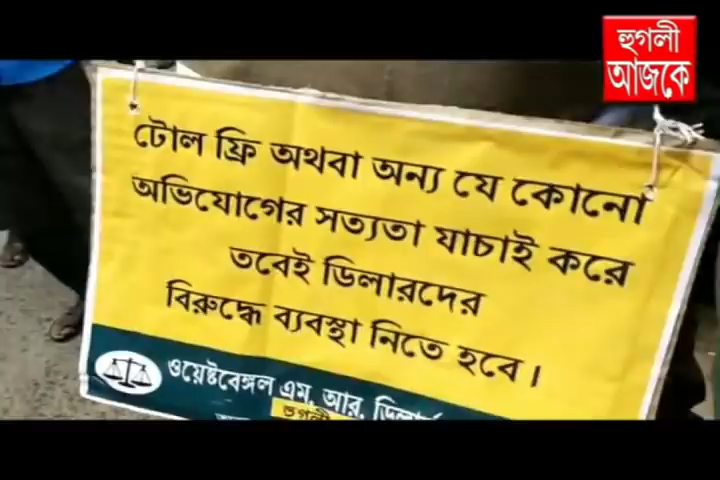 হুগলী
আজকে
টোল ফ্রি অথবা অন্য যে কোনো
অভিযোগের সত্যতা যাচাই করে
তবেই ডিলারদের
বিরুদ্ধে ব্যবস্থা নিতে হবে।
ওয়েষ্টবেঙ্গল এম, আর, ডিলার্স
হুগলী